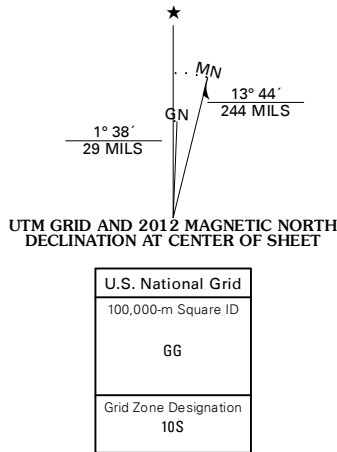 ★
MN
GN
13° 44´
244 MILS
1° 38´
29 MILS
UTM GRID AND 2012 MAGNETIC NORTH
DECLINATION AT CENTER OF SHEET
U.S. National Grid
100,000-m Square ID
GG
Grid Zone Designation
10S